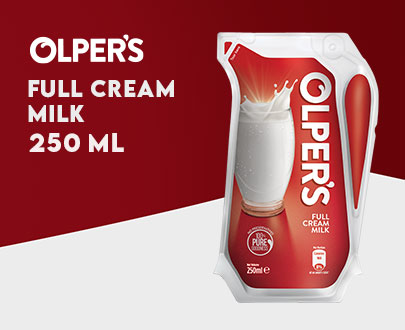 OLPER'S
FULL CREAM
MILK
250 ML
OLPER'S
FULL
CREAM
MILK
100%
PURE
250ml e